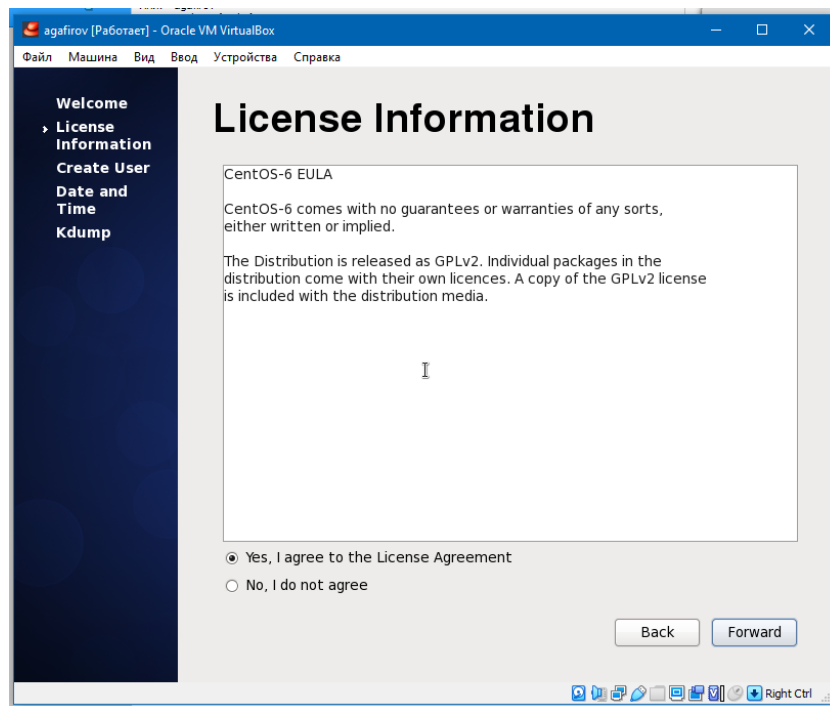 agafirov [Работает] - Oracle VM VirtualBox
Файл Машина Вид Ввод Устройства Справка
Welcome
License
Information
Create User
Date and
Time
Kdump
License Information
CentOS-6 EULA
CentOS-6 comes with no guarantees or warranties of any sorts,
either written or implied.
The Distribution is released as GPLv2. Individual packages in the
distribution come with their own licences. A copy of the GPLv2 license
is included with the distribution media.
Yes, I agree to the License Agreement
No, I do not agree
Back Forward
Right Ctrl